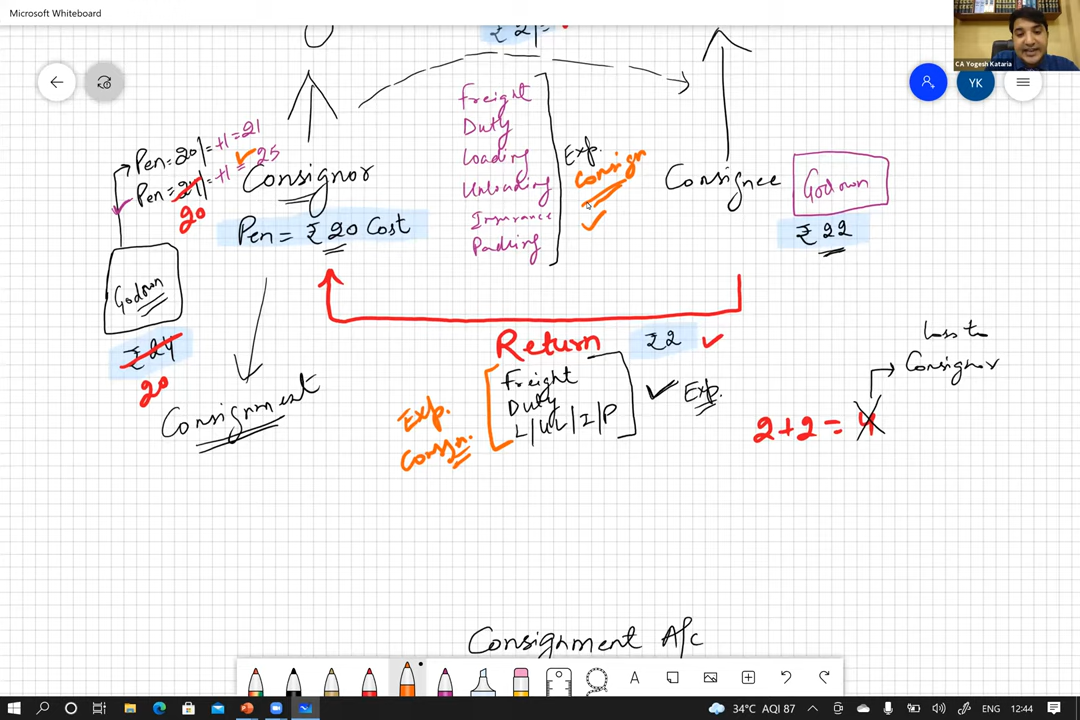 Microsoft Whiteboard
CA Yogesh Kataria
YK
₹ 21/=
Freight
Duty
Loading
Unloading
Insurance
Packing
Exp.
Consign
Pen = 20/= +1 = 21
Pen = 24/= +1 = 25
20
Consignor
Pen = ₹ 20 Cost
Consignee
Godown
₹ 22
Godown
₹ 24
20
Consignment
Return
₹2
Freight
Duty
L/UL/I/P
Exp.
Exp.
Consgn.
Loss to
Consignor
2+2 = 4
Consignment A/c
A
34°C AQI 87
ENG
12:44